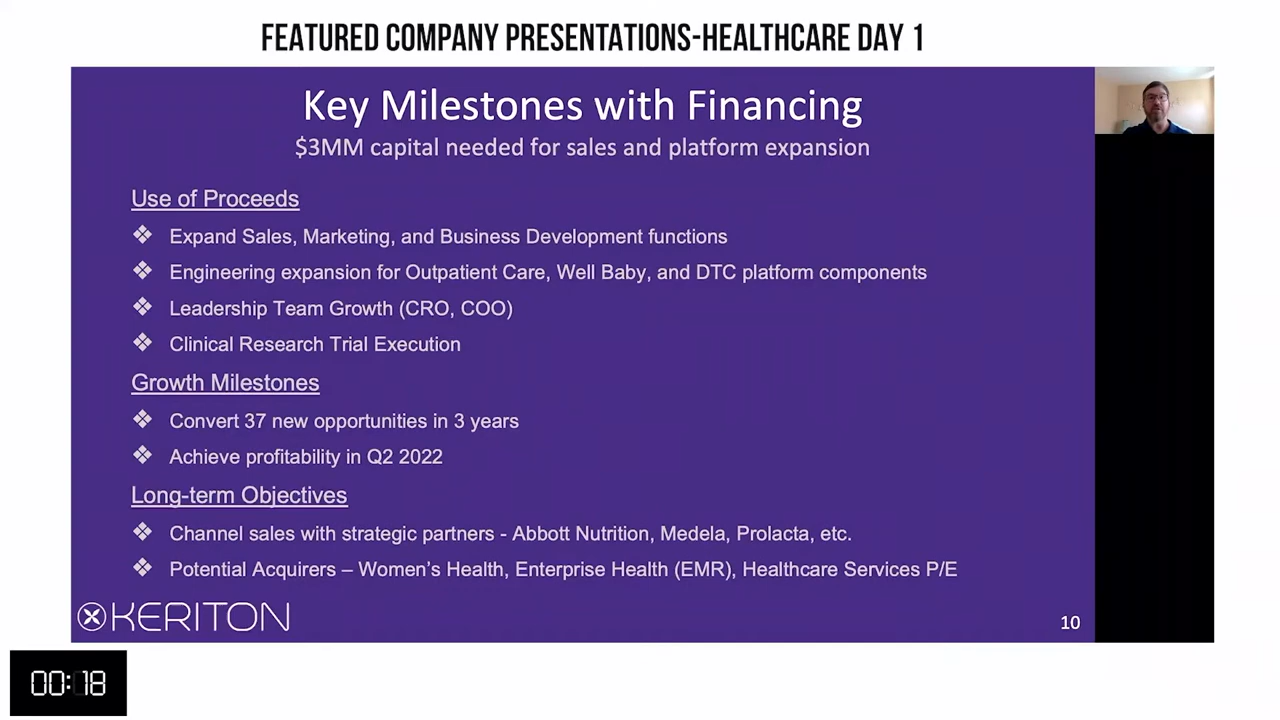 FEATURED COMPANY PRESENTATIONS-HEALTHCARE DAY 1
Key Milestones with Financing
$3MM capital needed for sales and platform expansion
Use of Proceeds
❖ Expand Sales, Marketing, and Business Development functions
❖ Engineering expansion for Outpatient Care, Well Baby, and DTC platform components
❖ Leadership Team Growth (CRO, COO)
❖ Clinical Research Trial Execution
Growth Milestones
❖ Convert 37 new opportunities in 3 years
❖ Achieve profitability in Q2 2022
Long-term Objectives
❖ Channel sales with strategic partners - Abbott Nutrition, Medela, Prolacta, etc.
❖ Potential Acquirers – Women’s Health, Enterprise Health (EMR), Healthcare Services P/E
KERITON
10
00:18